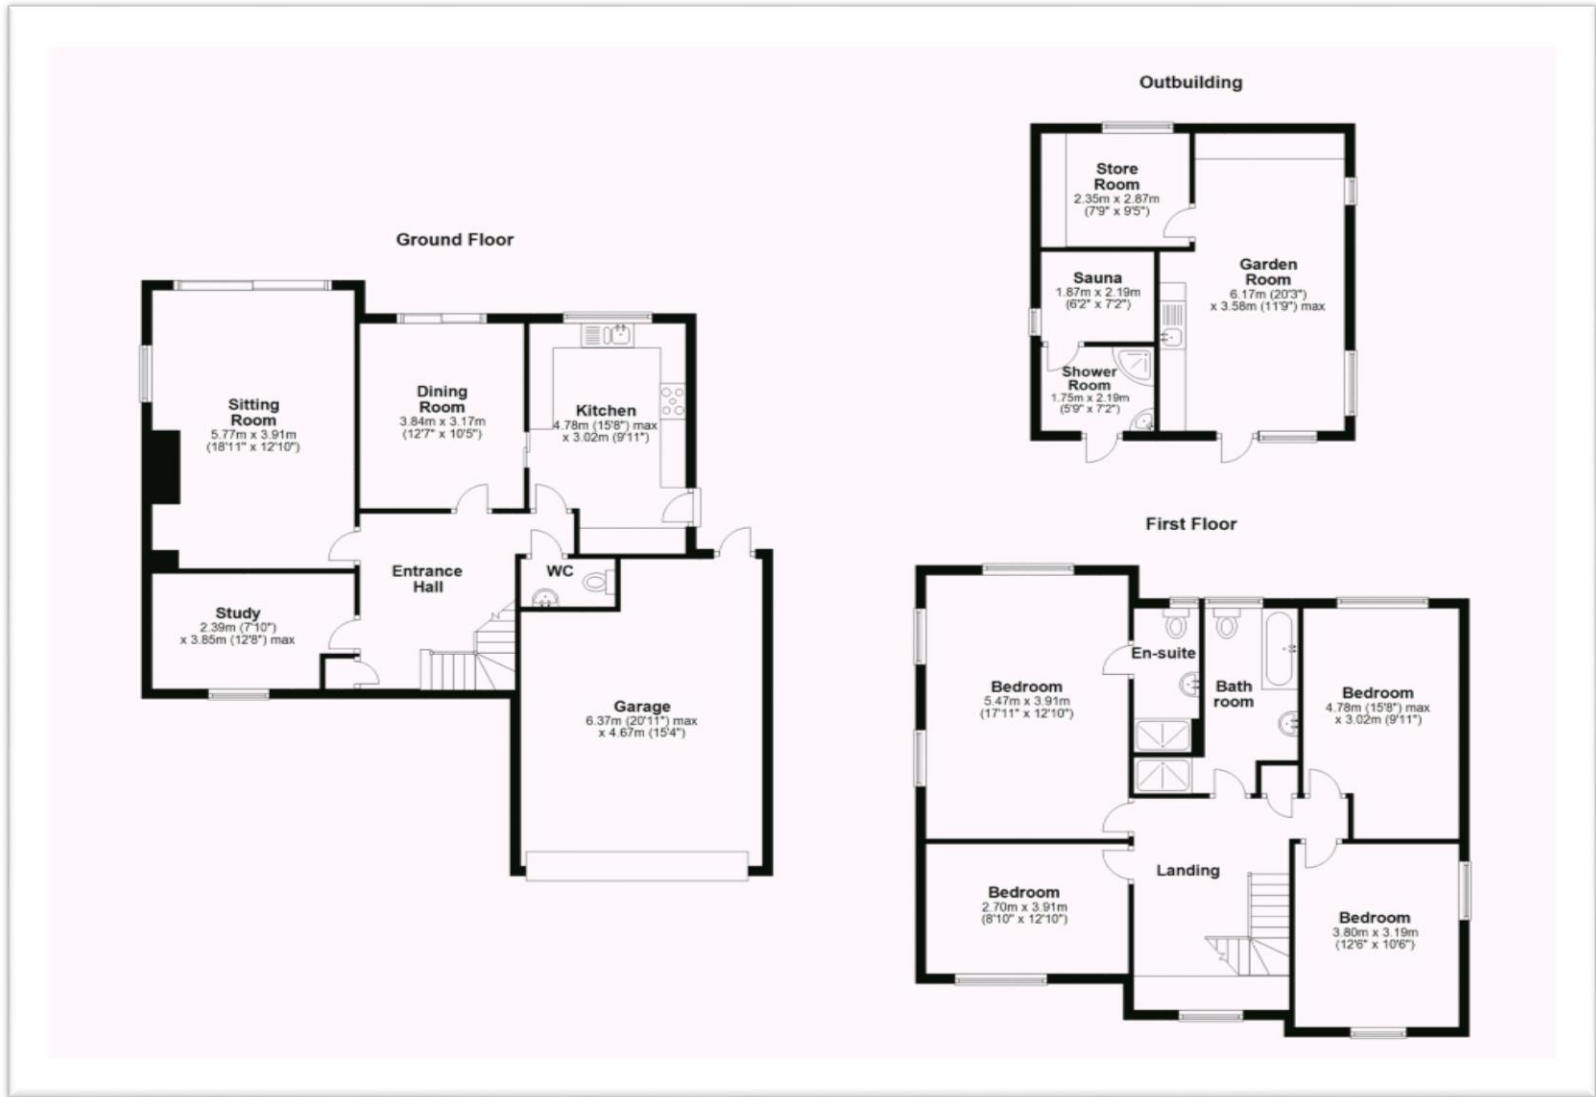 Ground Floor
Sitting
Room
5.77m x 3.91m
(18'11" x 12'10")
Dining
Room
3.84m x 3.17m
(12'7" x 10'5")
Kitchen
4.78m (15'8") max
x 3.02m (9'11")
Entrance
Hall
WC
Study
2.39m (7'10")
x 3.85m (12'8") max
Garage
6.37m (20'11") max
x 4.67m (15'4")
Outbuilding
Store
Room
2.35m x 2.87m
(7'9" x 9'5")
Sauna
1.87m x 2.19m
(6'2" x 7'2")
Garden
Room
6.17m (20'3")
x 3.58m (11'9") max
Shower
Room
1.75m x 2.19m
(5'9" x 7'2")
First Floor
Bedroom
5.47m x 3.91m
(17'11" x 12'10")
En-suite
Bath
room
Bedroom
4.78m (15'8") max
x 3.02m (9'11")
Landing
Bedroom
2.70m x 3.91m
(8'10" x 12'10")
Bedroom
3.80m x 3.19m
(12'6" x 10'6")